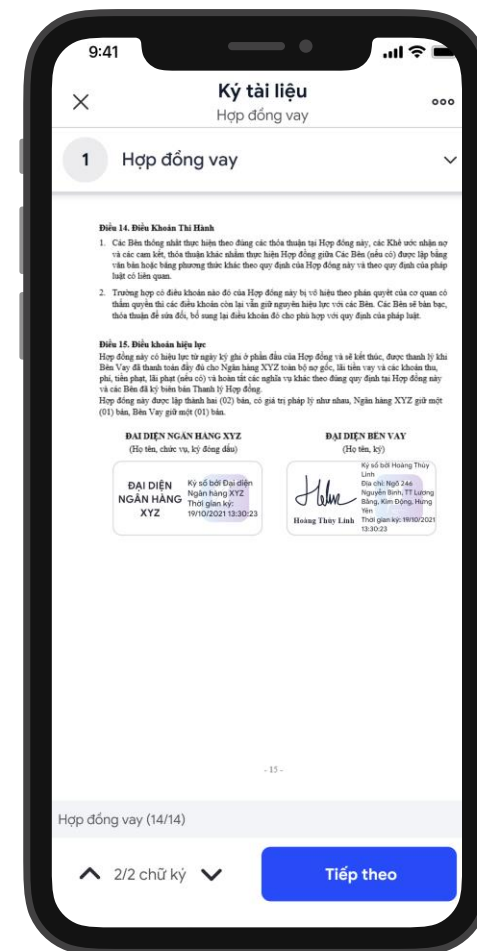 9:41
Ký tài liệu
Hợp đồng vay
1 Hợp đồng vay
Điều 14. Điều Khoản Thi Hành
1. Các Bên thống nhất thực hiện theo đúng các thỏa thuận tại Hợp đồng này, các Khế ước nhận nợ
và các cam kết, thỏa thuận khác nhằm thực hiện Hợp đồng giữa Các Bên (nếu có) được lập bằng
văn bản hoặc bằng phương thức khác theo quy định của Hợp đồng này và theo quy định của pháp
luật có liên quan.
2. Trường hợp có điều khoản nào đó của Hợp đồng này bị vô hiệu theo phán quyết của cơ quan có
thẩm quyền thì các điều khoản còn lại vẫn giữ nguyên hiệu lực với các Bên. Các Bên sẽ bàn bạc,
thỏa thuận để sửa đổi, bổ sung lại điều khoản đó cho phù hợp với quy định của pháp luật.
Điều 15. Điều khoản hiệu lực
Hợp đồng này có hiệu lực từ ngày ký ghi ở phần đầu của Hợp đồng và sẽ kết thúc, được thanh lý khi
Bên Vay đã thanh toán đầy đủ cho Ngân hàng XYZ toàn bộ nợ gốc, lãi tiền vay và các khoản thu,
phí, tiền phạt, lãi phạt (nếu có) và hoàn tất các nghĩa vụ khác theo đúng quy định tại Hợp đồng này
và các Bên đã ký biên bản Thanh lý Hợp đồng.
Hợp đồng này được lập thành hai (02) bản, có giá trị pháp lý như nhau, Ngân hàng XYZ giữ một
(01) bản, Bên Vay giữ một (01) bản.
ĐẠI DIỆN NGÂN HÀNG XYZ
(Họ tên, chức vụ, ký đóng dấu)
ĐẠI DIỆN
NGÂN HÀNG
XYZ
Ký số bởi Đại diện
Ngân hàng XYZ
Thời gian ký:
19/10/2021 13:30:23
ĐẠI DIỆN BÊN VAY
(Họ tên, ký)
Hoàng Thùy Linh
Ký số bởi Hoàng Thùy
Linh
Địa chỉ: Ngõ 246
Nguyễn Bình, TT Lương
Bằng, Kim Động, Hưng
Yên
Thời gian ký: 19/10/2021
13:30:23
- 15 -
Hợp đồng vay (14/14)
2/2 chữ ký
Tiếp theo